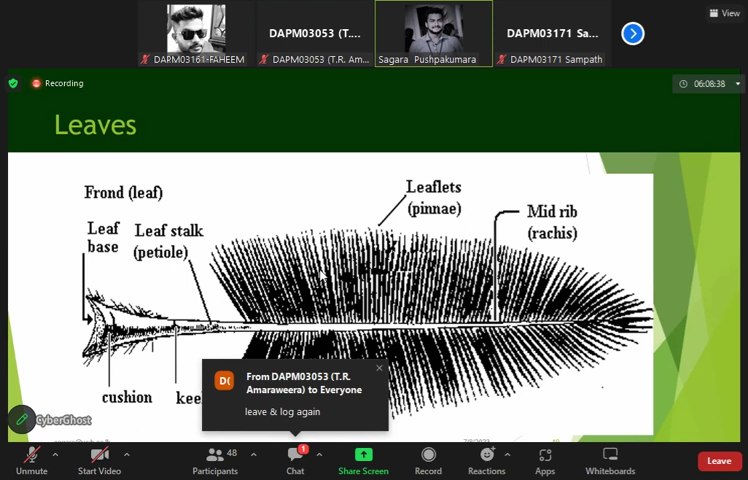 View
DAPM03161-FAHEEM
DAPM03053 (T....
DAPM03053 (T.R. Am...
Sagara Pushpakumara
DAPM03171 Sa...
DAPM03171 Sampath
Recording
06:08:38
Leaves
Frond (leaf)
Leaflets
(pinnae)
Mid rib
(rachis)
Leaf
base
Leaf stalk
(petiole)
cushion
kee
D(
From DAPM03053 (T.R.
Amaraweera) to Everyone
leave & log again
CyberGhost
Unmute
Start Video
Participants
48
Chat
1
Share Screen
Record
Reactions
Apps
Whiteboards
Leave